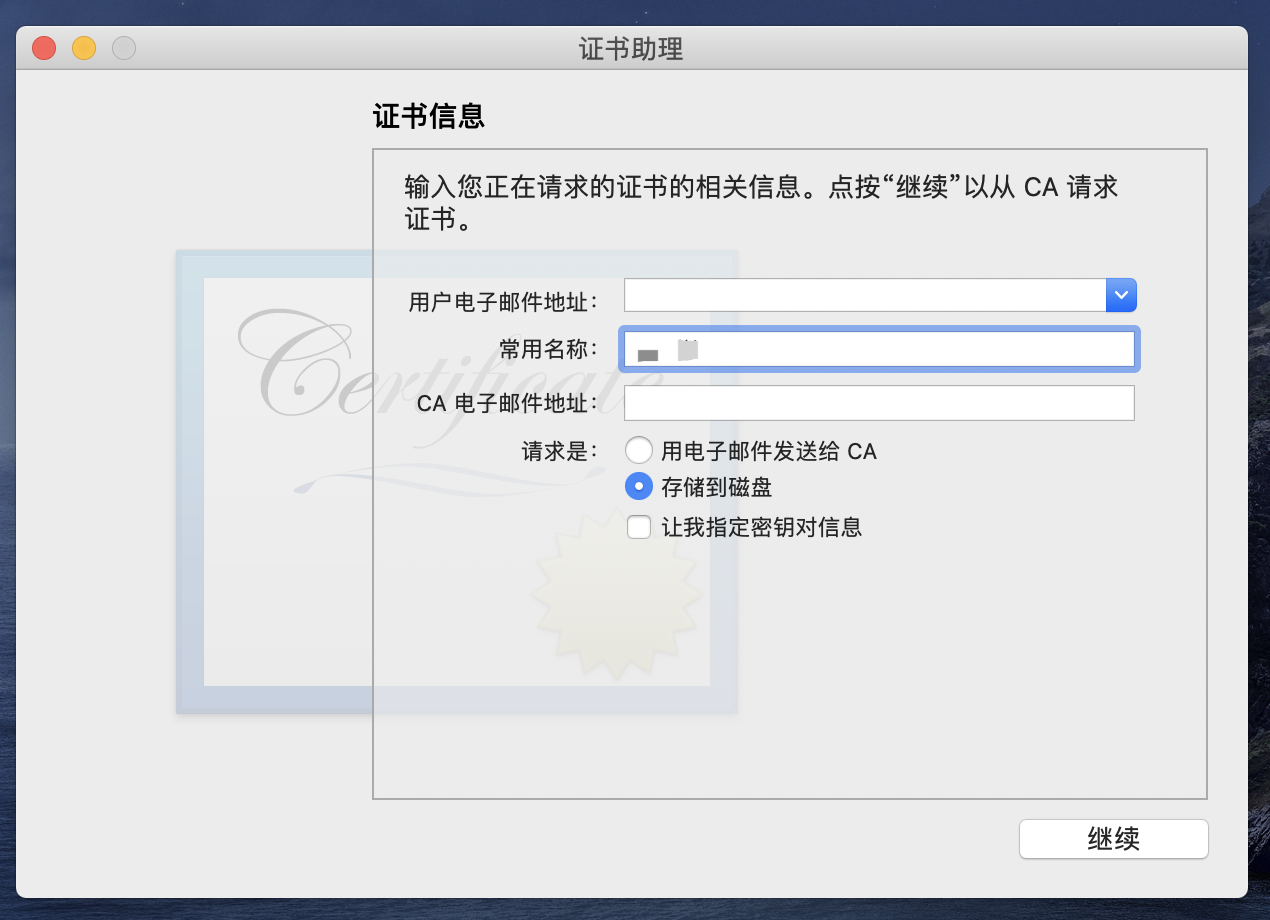 证书助理
证书信息
输入您正在请求的证书的相关信息。点按“继续”以从 CA 请求
证书。
Certificate
用户电子邮件地址：
常用名称：
CA 电子邮件地址：
请求是：
用电子邮件发送给 CA
存储到磁盘
让我指定密钥对信息
继续